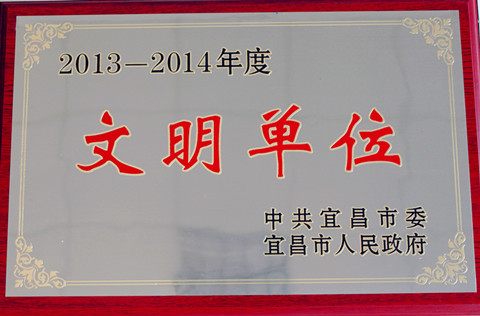 2013—2014年度
文明单位
中共宜昌市委
宜昌市人民政府